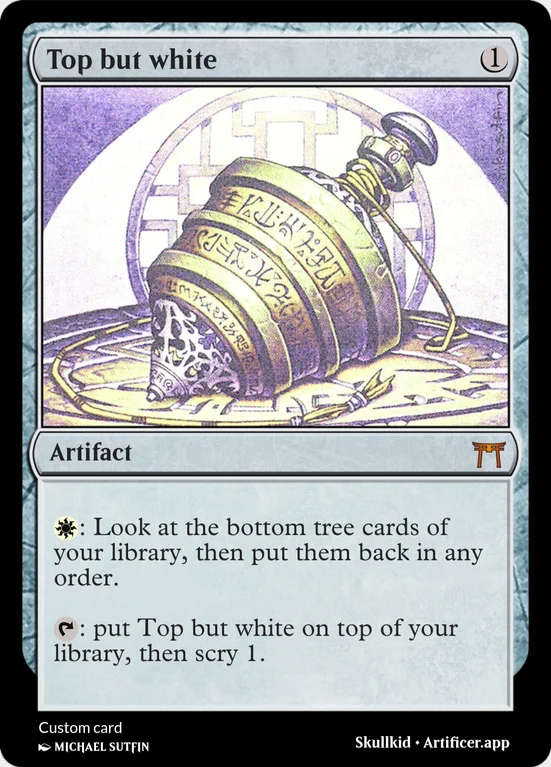 Top but white 1
Artifact
: Look at the bottom tree cards of
your library, then put them back in any
order.
: put Top but white on top of your
library, then scry 1.
Custom card
MICHAEL SUTFIN
Skullkid • Artificer.app